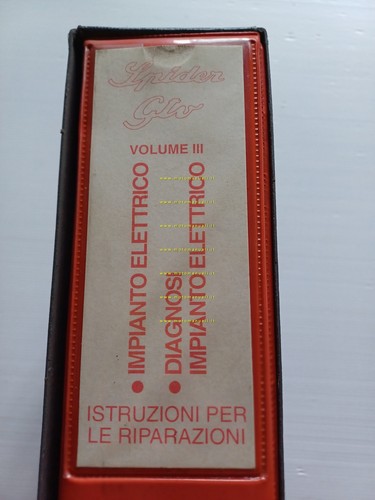 Spider
Gtv
VOLUME III
• IMPIANTO ELETTRICO
• DIAGNOSI
IMPIANTO ELETTRICO
ISTRUZIONI PER
LE RIPARAZIONI